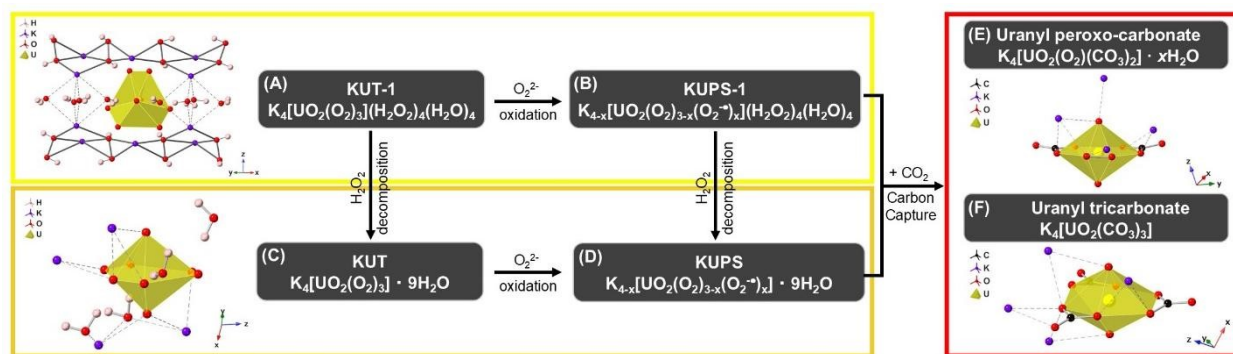 H
K
O
U
z
y
x
(A)
KUT-1
K₄[UO₂(O₂)₃](H₂O₂)₄(H₂O)₄
O₂²⁻
oxidation
(B)
KUPS-1
K₄₋ₓ[UO₂(O₂)₃₋ₓ(O₂⁻•)ₓ](H₂O₂)₄(H₂O)₄
H₂O₂
decomposition
H₂O₂
decomposition
H
K
O
U
y
z
x
(C)
KUT
K₄[UO₂(O₂)₃] · 9H₂O
O₂²⁻
oxidation
(D)
KUPS
K₄₋ₓ[UO₂(O₂)₃₋ₓ(O₂⁻•)ₓ] · 9H₂O
+ CO₂
Carbon
Capture
(E) Uranyl peroxo-carbonate
K₄[UO₂(O₂)(CO₃)₂] · xH₂O
C
K
O
U
z
x
y
(F) Uranyl tricarbonate
K₄[UO₂(CO₃)₃]
C
K
O
U
x
z
y